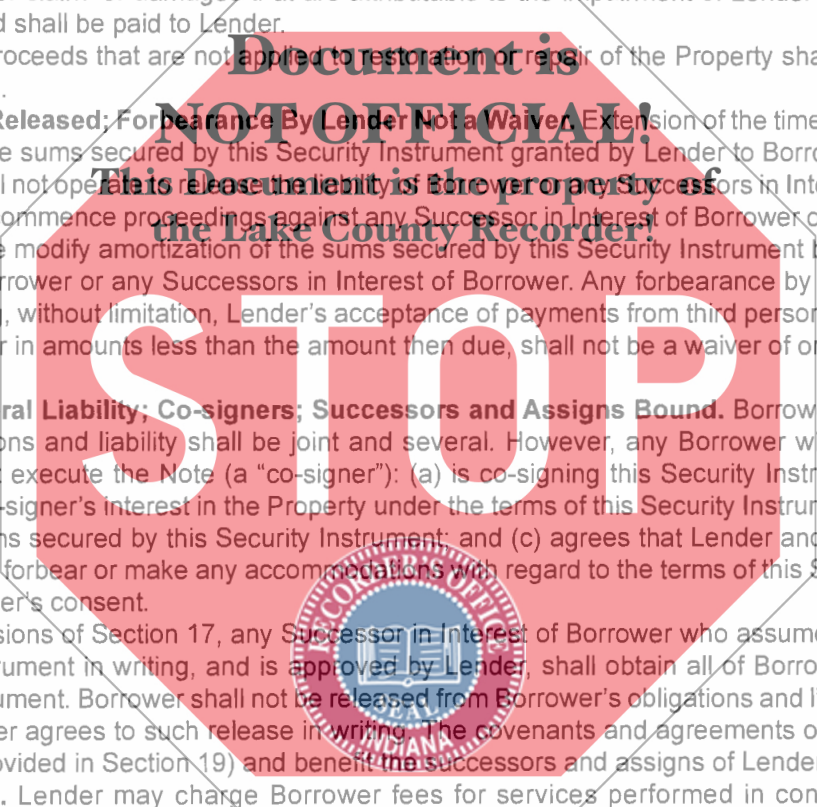 d shall be paid to Lender.
roceeds that are not applied to restoration or repair of the Property sha
Document is
NOT OFFICIAL!
This Document is the property of
the Lake County Recorder!
Released; Forbearance By Lender Not a Waiver. Extension of the time
e sums secured by this Security Instrument granted by Lender to Borro
l not operate to release the liability of Borrower or any Successors in Inte
ommence proceedings against any Successor in Interest of Borrower o
e modify amortization of the sums secured by this Security Instrument b
rrower or any Successors in Interest of Borrower. Any forbearance by
, without limitation, Lender's acceptance of payments from third person
r in amounts less than the amount then due, shall not be a waiver of or
STOP
ral Liability; Co-signers; Successors and Assigns Bound. Borrow
ons and liability shall be joint and several. However, any Borrower w
t execute the Note (a “co-signer”): (a) is co-signing this Security Instr
-signer's interest in the Property under the terms of this Security Instrum
ns secured by this Security Instrument; and (c) agrees that Lender and
forbear or make any accommodations with regard to the terms of this S
er's consent.
sions of Section 17, any Successor in Interest of Borrower who assume
rument in writing, and is approved by Lender, shall obtain all of Borro
ument. Borrower shall not be released from Borrower's obligations and l
er agrees to such release in writing. The covenants and agreements o
ovided in Section 19) and benefit the successors and assigns of Lender
. Lender may charge Borrower fees for services performed in con
RECORDER'S OFFICE
SEAL
INDIANA